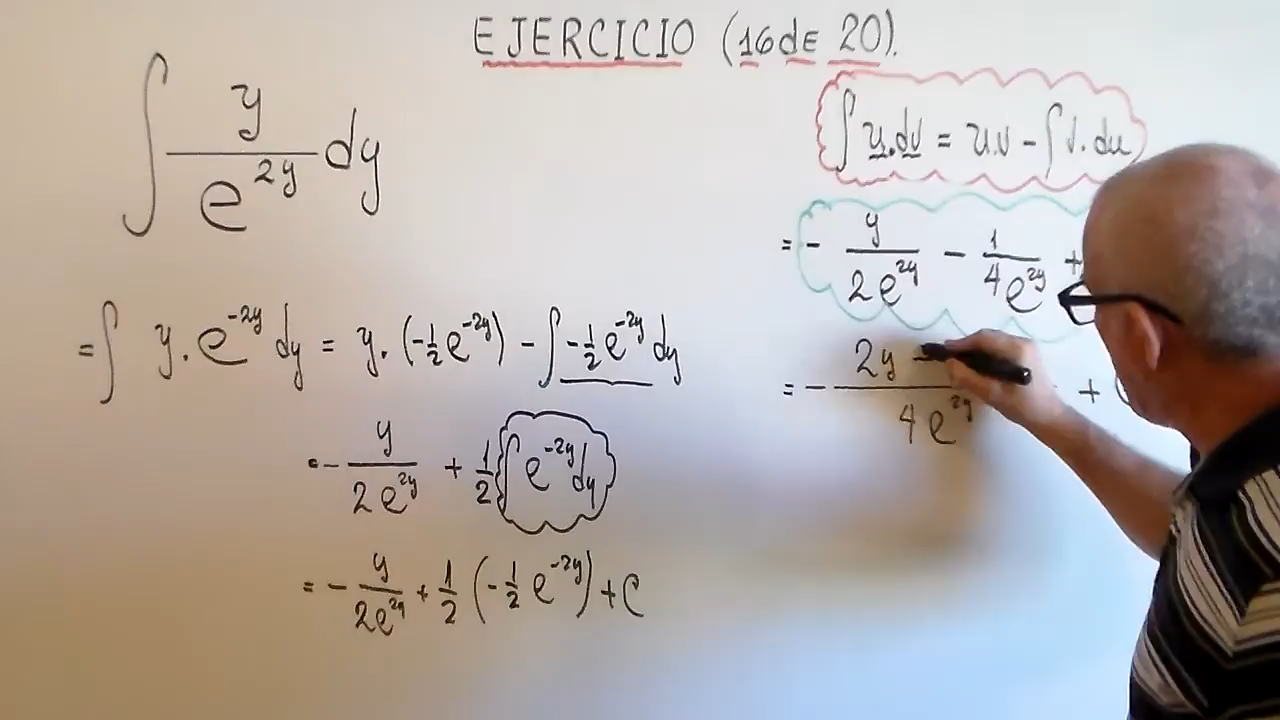 EJERCICIO (16 de 20).
∫ y / e^{2y} dy
∫ u.dv = u.v - ∫ v.du
= - y / 2e^{2y} - 1 / 4e^{2y} +
= ∫ y. e^{-2y} dy = y. (-1/2 e^{-2y}) - ∫ -1/2 e^{-2y} dy
= - 2y / 4e^{2y} +
= - y / 2e^{2y} + 1/2 ∫ e^{-2y} dy
= - y / 2e^{2y} + 1/2 (-1/2 e^{-2y}) + C